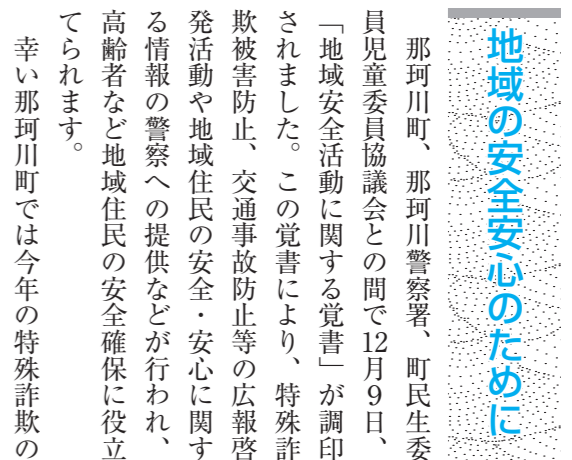 地域の安全安心のために
那珂川町、那珂川警察署、町民生委
員児童委員協議会との間で12月9日、
「地域安全活動に関する覚書」が調印
されました。この覚書により、特殊詐
欺被害防止、交通事故防止等の広報啓
発活動や地域住民の安全・安心に関す
る情報の警察への提供などが行われ、
高齢者など地域住民の安全確保に役立
てられます。
幸い那珂川町では今年の特殊詐欺の